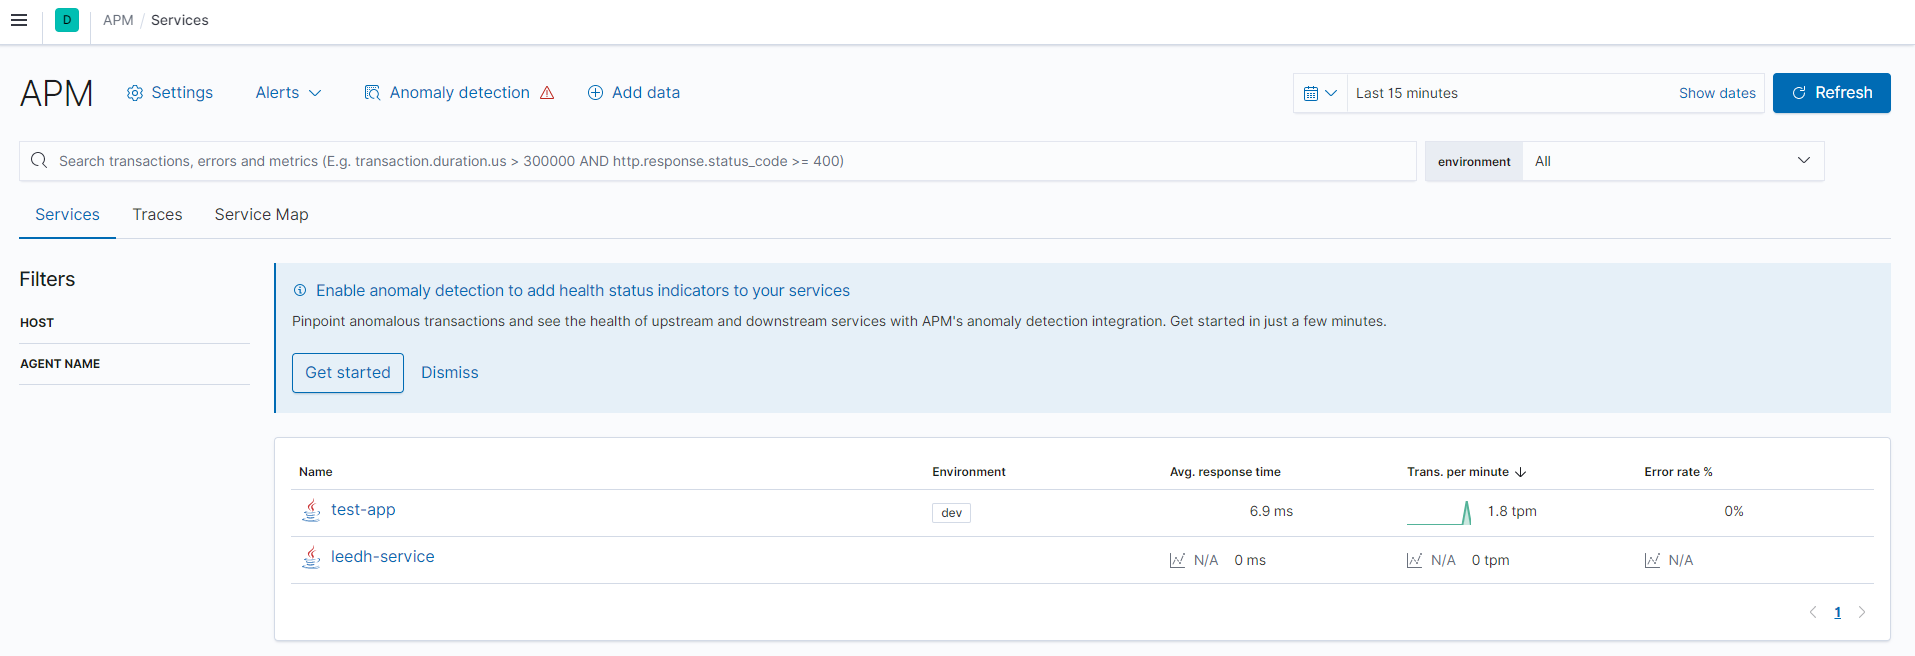 D APM / Services
APM Settings Alerts Anomaly detection Add data Last 15 minutes Show dates Refresh
Search transactions, errors and metrics (E.g. transaction.duration.us > 300000 AND http.response.status_code >= 400) environment All
Services Traces Service Map
Filters
HOST
AGENT NAME
Enable anomaly detection to add health status indicators to your services
Pinpoint anomalous transactions and see the health of upstream and downstream services with APM's anomaly detection integration. Get started in just a few minutes.
Get started Dismiss
Name Environment Avg. response time Trans. per minute Error rate %
test-app dev 6.9 ms 1.8 tpm 0%
leedh-service N/A 0 ms N/A 0 tpm N/A
1